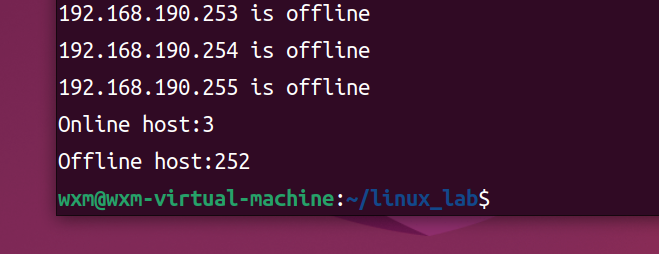 192.168.190.253 is offline
192.168.190.254 is offline
192.168.190.255 is offline
Online host:3
Offline host:252
wxm@wxm-virtual-machine:~/linux_lab$